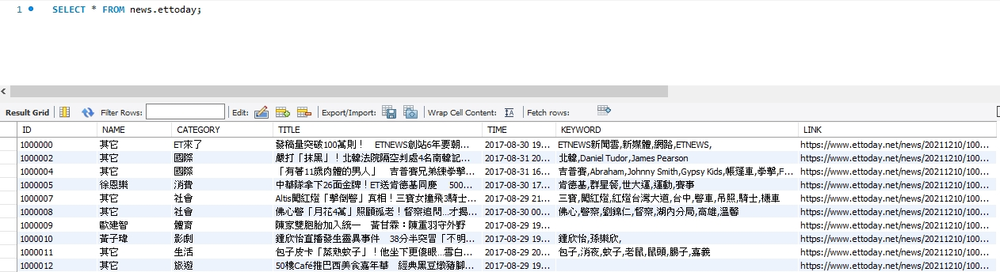 1 SELECT * FROM news.ettoday;
Result Grid Filter Rows: Edit: Export/Import: Wrap Cell Content: Fetch rows:
ID NAME CATEGORY TITLE TIME KEYWORD LINK
1000000 其它 ET來了 發稿量突破100萬則！ ETNEWS創站6年要朝... 2017-08-30 19... ETNEWS新聞雲,新媒體,網路,ETNEWS, https://www.ettoday.net/news/20211210/100...
1000002 其它 國際 嚴打「抹黑」！北韓法院隔空判處4名南韓記... 2017-08-31 20... 北韓,Daniel Tudor,James Pearson https://www.ettoday.net/news/20211210/100...
1000004 其它 國際 「有著11歲肉體的男人」 吉普賽兄弟練拳擊... 2017-08-31 16... 吉普賽,Abraham,Johnny Smith,Gypsy Kids,帳篷車,拳擊,F... https://www.ettoday.net/news/20211210/100...
1000005 徐恩樂 消費 中華隊拿下26面金牌！ET送肯德基同慶 500... 2017-08-30 17... 肯德基,群星餐,世大運,運動,賽事 https://www.ettoday.net/news/20211210/100...
1000007 其它 社會 Altis闖紅燈「擊倒警」真相！三寶女撞飛3騎士... 2017-08-29 21... 三寶,闖紅燈,紅燈台灣大道,台中,警車,吊照,騎士,機車 https://www.ettoday.net/news/20211210/100...
1000008 其它 社會 佛心警「月花4萬」照顧孤老！督察追問...才揭... 2017-08-30 00... 佛心,警察,劉錦仁,督察,湖內分局,高雄,溫馨 https://www.ettoday.net/news/20211210/100...
1000009 歐建智 體育 陳家雙胞胎加入統一 黃甘霖：陳重羽守外野 2017-08-29 19... https://www.ettoday.net/news/20211210/100...
1000010 黃子瑋 影劇 鍾欣怡直播發生靈異事件 38分半突冒「不明... 2017-08-29 19... 鍾欣怡,孫樂欣, https://www.ettoday.net/news/20211210/100...
1000011 其它 生活 包子皮卡「蒸熟蚊子」！他坐下更傻眼...雪白... 2017-08-29 20... 包子,消夜,蚊子,老鼠,鼠頭,腸子,嘉義 https://www.ettoday.net/news/20211210/100...
1000012 其它 旅遊 50樓Café推巴西美食嘉年華 經典黑豆燉豬腳... 2017-08-29 19... https://www.ettoday.net/news/20211210/100...